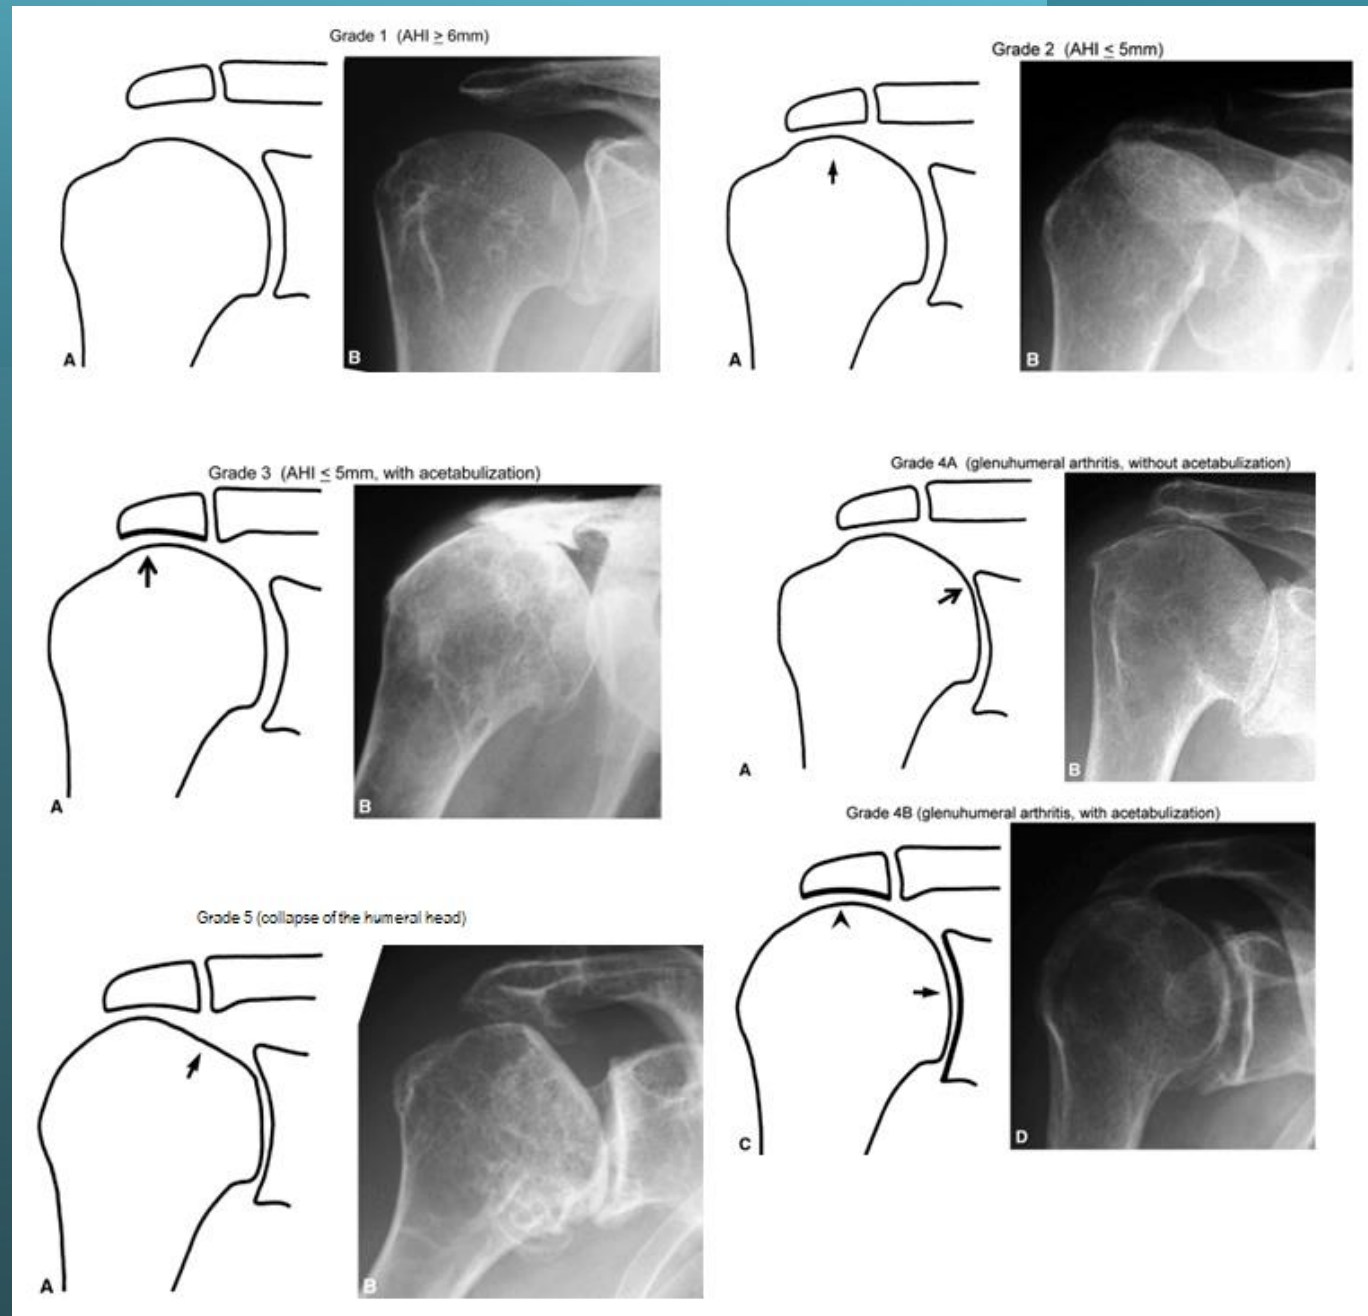 Grade 1 (AHI ≥ 6mm)
A
B
Grade 2 (AHI ≤ 5mm)
A
B
Grade 3 (AHI ≤ 5mm, with acetabulization)
A
B
Grade 4A (glenuhumeral arthritis, without acetabulization)
A
B
Grade 4B (glenuhumeral arthritis, with acetabulization)
C
D
Grade 5 (collapse of the humeral head)
A
B